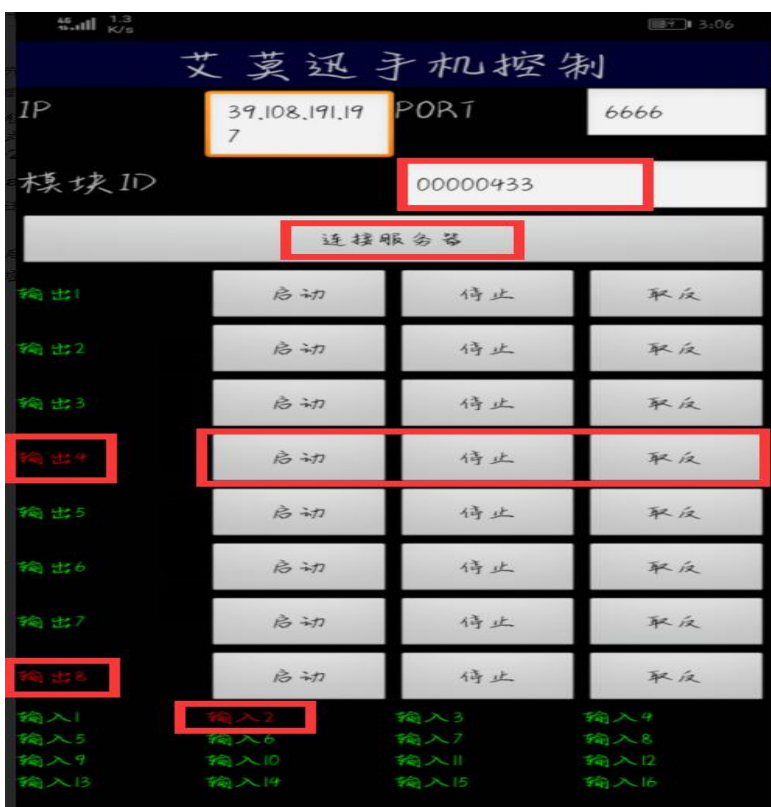 4G 1.3 K/s 3:06
艾莫迅手机控制
IP 39.108.191.19 PORT 6666
7
模块ID 00000433
连接服务器
输出1 启动 停止 取反
输出2 启动 停止 取反
输出3 启动 停止 取反
输出4 启动 停止 取反
输出5 启动 停止 取反
输出6 启动 停止 取反
输出7 启动 停止 取反
输出8 启动 停止 取反
输入1 输入2 输入3 输入4
输入5 输入6 输入7 输入8
输入9 输入10 输入11 输入12
输入13 输入14 输入15 输入16